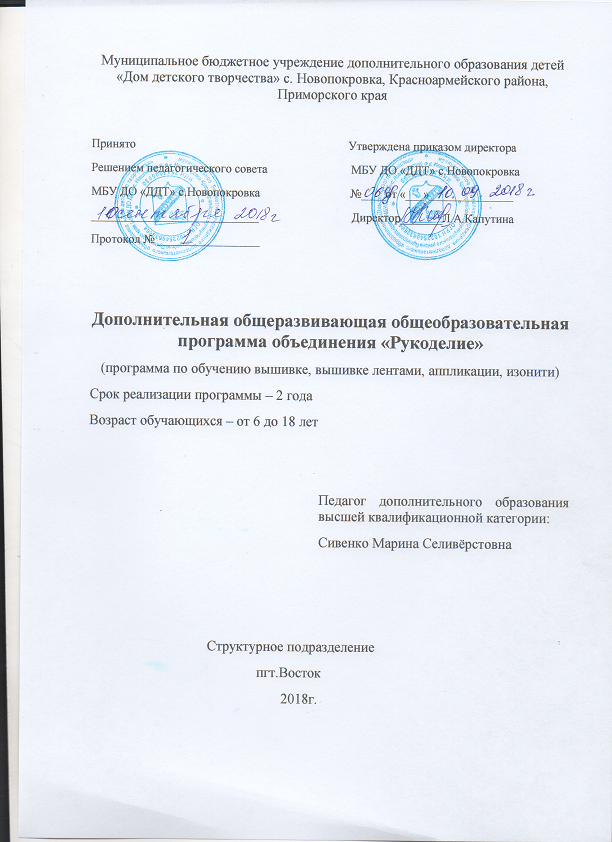 Муниципальное бюджетное учреждение дополнительного образования детей
«Дом детского творчества» с. Новопокровка, Красноармейского района,
Приморского края
Принято
Решением педагогического совета
МБУ ДО «ДДТ» с.Новопокровка
10 сентября 2018 г
Протокол № 1
Утверждена приказом директора
МБУ ДО «ДДТ» с.Новопокровка
№ от « » 10.09.2018 г
Директор Л.А.Капутина
Дополнительная общеразвивающая общеобразовательная
программа объединения «Рукоделие»
(программа по обучению вышивке, вышивке лентами, аппликации, изонити)
Срок реализации программы – 2 года
Возраст обучающихся – от 6 до 18 лет
Педагог дополнительного образования
высшей квалификационной категории:
Сивенко Марина Селивёрстовна
Структурное подразделение
пгт.Восток
2018г.